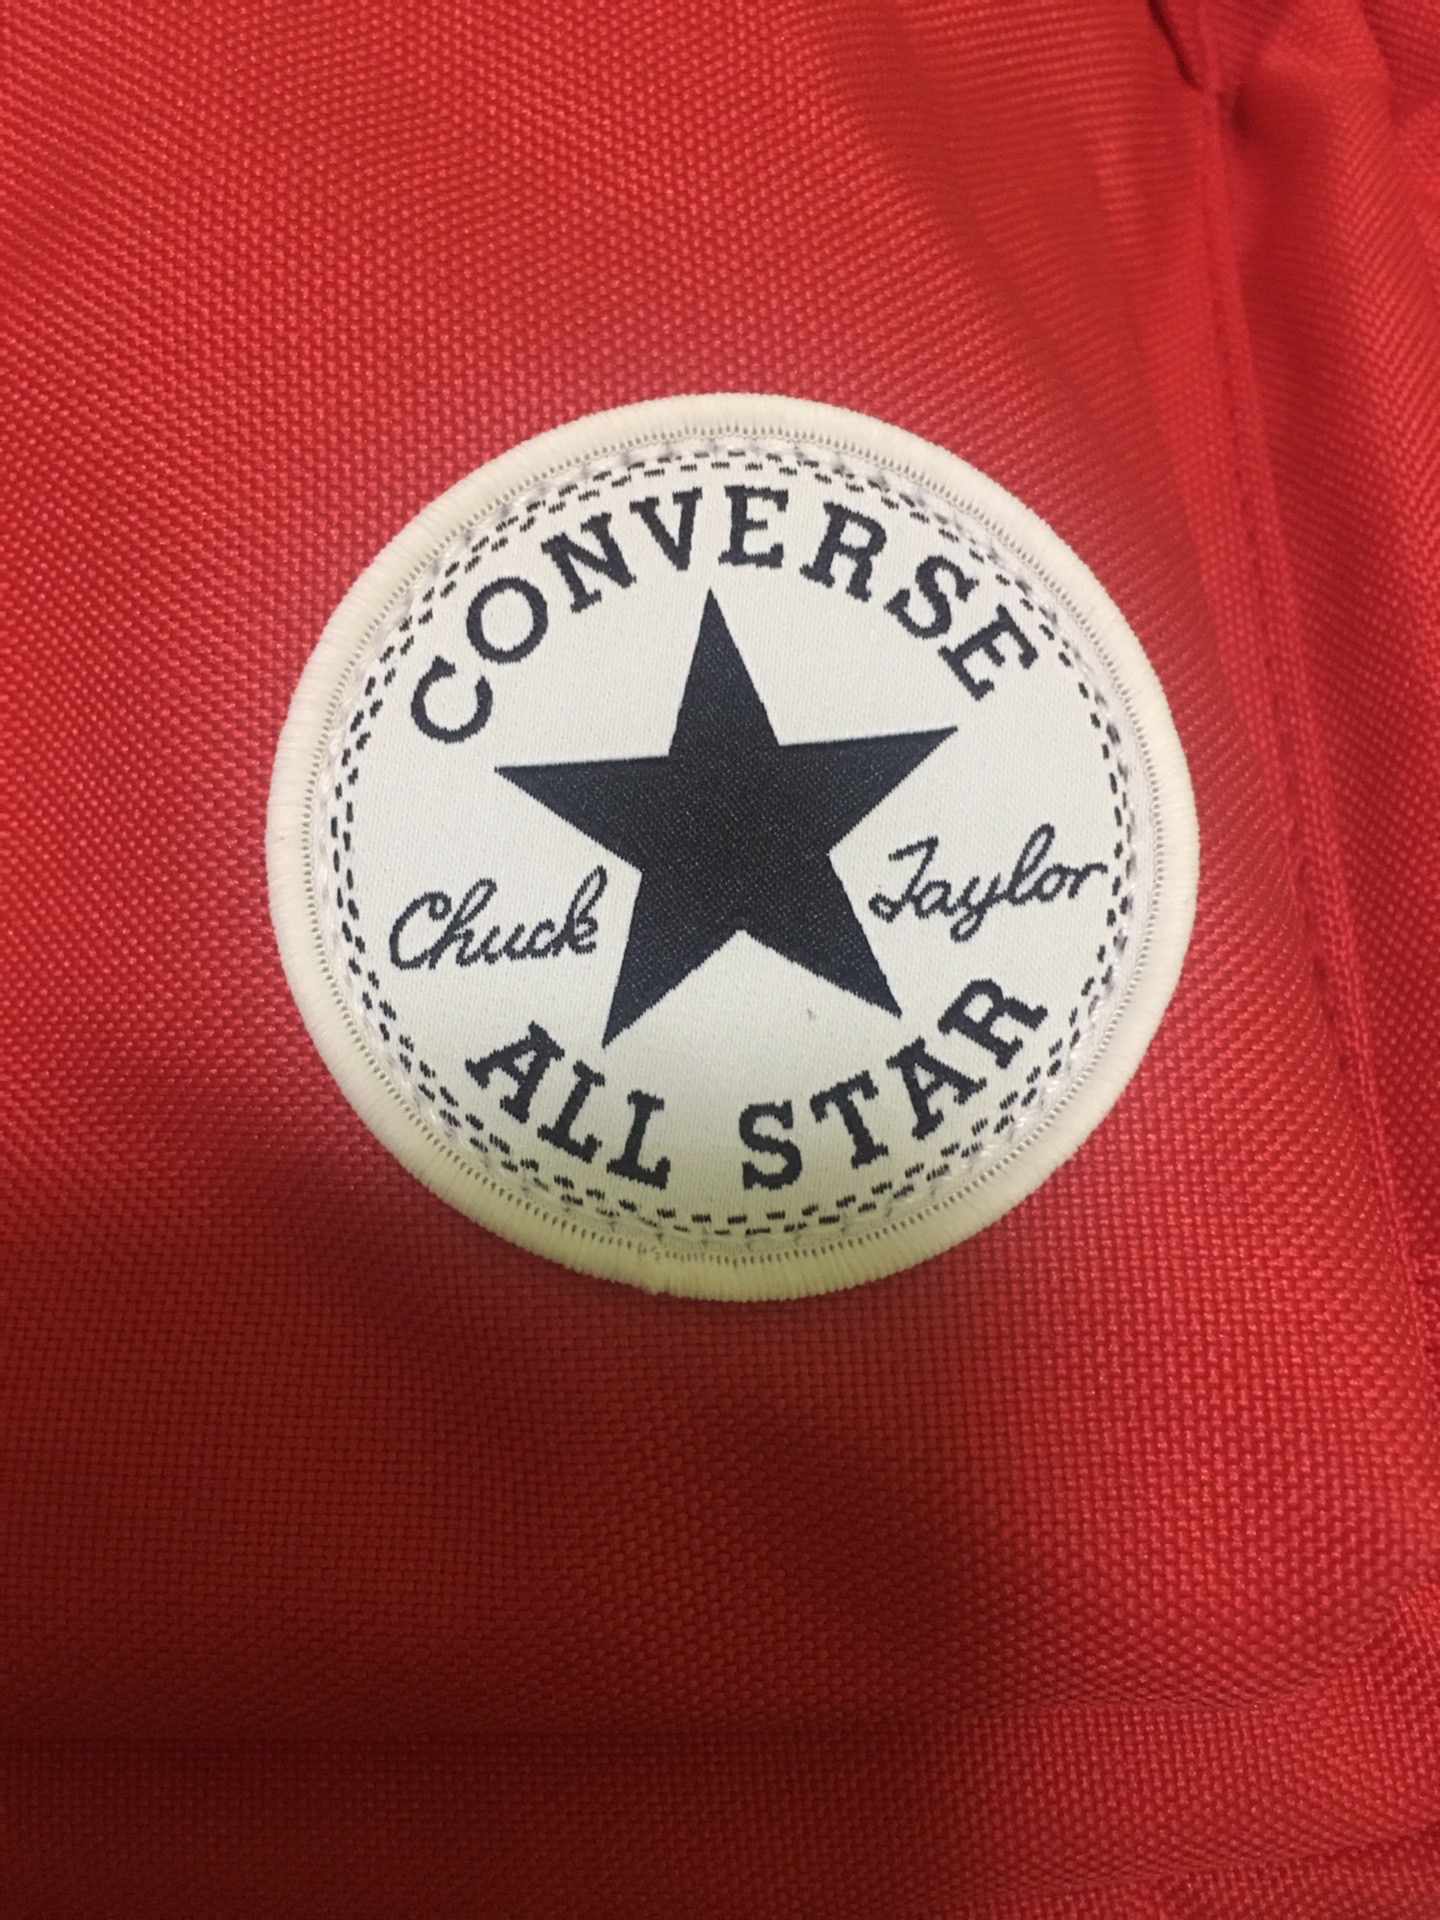 CONVERSE
Chuck Taylor
ALL STAR